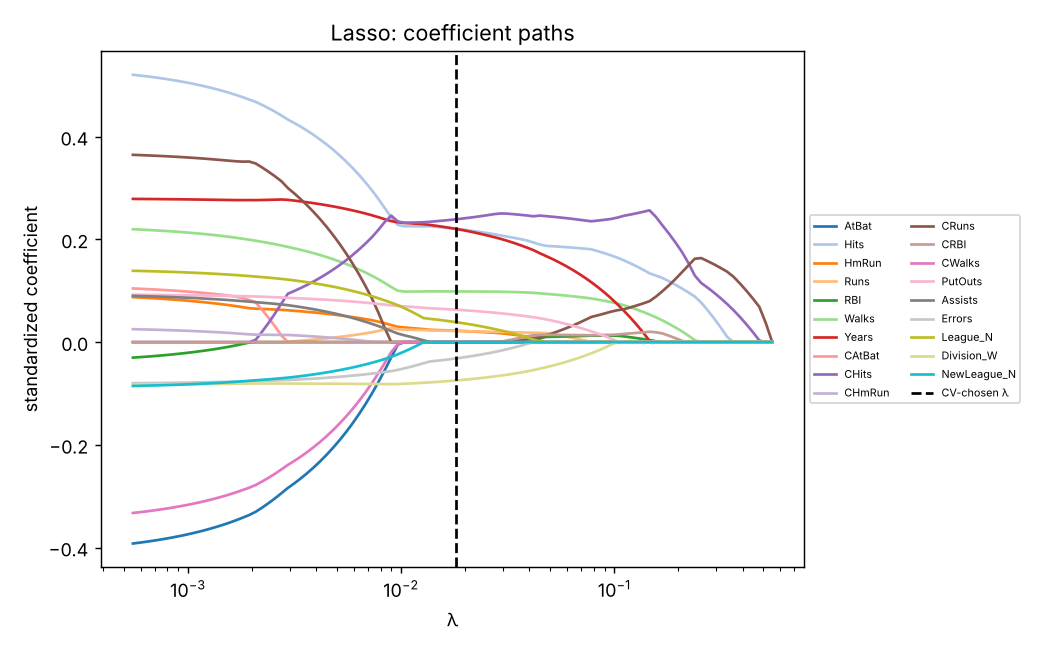 Lasso: coefficient paths
standardized coefficient
0.4
0.2
0.0
−0.2
−0.4
10⁻³
10⁻²
10⁻¹
λ
AtBat
Hits
HmRun
Runs
RBI
Walks
Years
CAtBat
CHits
CHmRun
CRuns
CRBI
CWalks
PutOuts
Assists
Errors
League_N
Division_W
NewLeague_N
CV-chosen λ